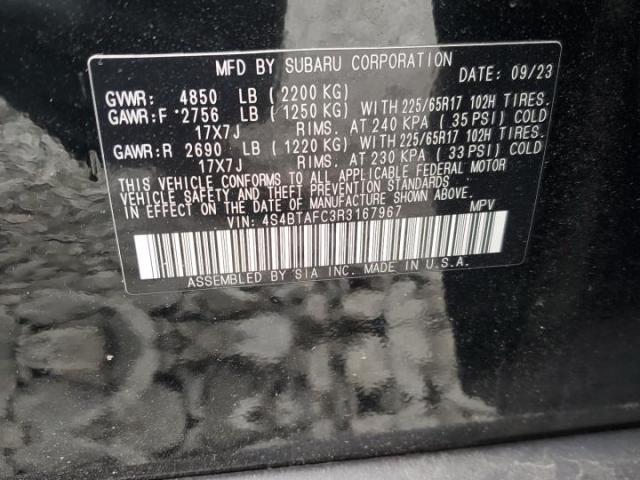 MFD BY SUBARU CORPORATION DATE: 09/23
GVWR: 4850 LB (2200 KG)
GAWR:F 2756 LB (1250 KG) WITH 225/65R17 102H TIRES.
17X7J RIMS. AT 240 KPA (35 PSI) COLD
GAWR:R 2690 LB (1220 KG) WITH 225/65R17 102H TIRES.
17X7J RIMS. AT 230 KPA (33 PSI) COLD
THIS VEHICLE CONFORMS TO ALL APPLICABLE FEDERAL MOTOR
VEHICLE SAFETY AND THEFT PREVENTION STANDARDS IN EFFECT ON THE
DATE OF MANUFACTURE SHOWN ABOVE.
VIN: 4S4BTAFC3R3167967 MPV
ASSEMBLED BY SIA INC. MADE IN U.S.A.